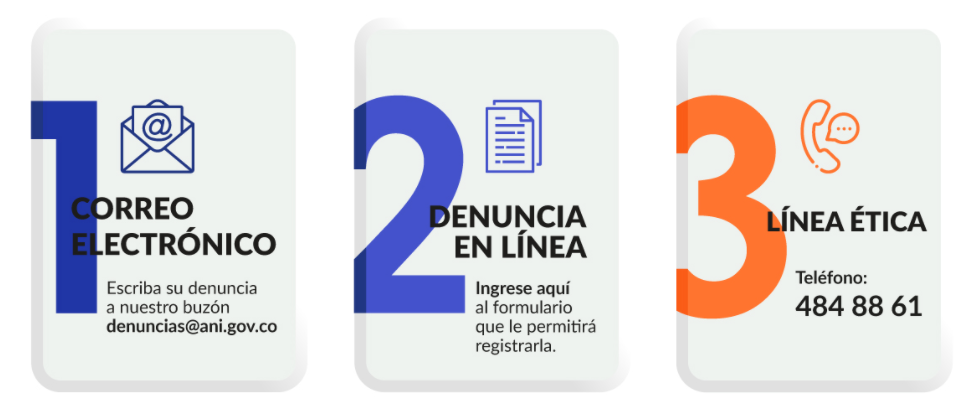 1
CORREO
ELECTRÓNICO
Escriba su denuncia
a nuestro buzón
denuncias@ani.gov.co
2
DENUNCIA
EN LÍNEA
Ingrese aquí
al formulario
que le permitirá
registrarla.
3
LÍNEA ÉTICA
Teléfono:
484 88 61